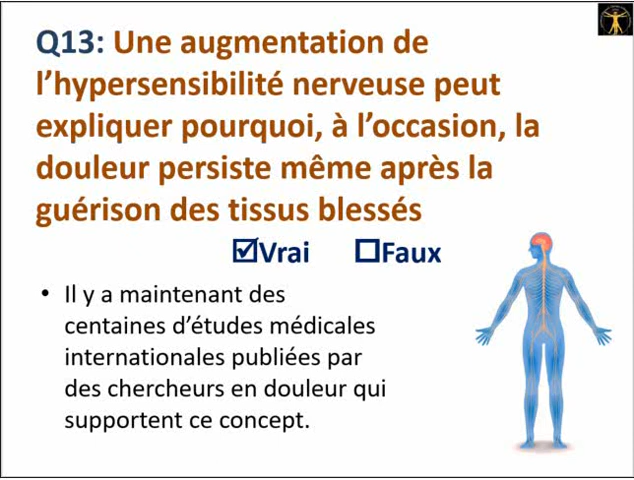 Q13: Une augmentation de
l’hypersensibilité nerveuse peut
expliquer pourquoi, à l’occasion, la
douleur persiste même après la
guérison des tissus blessés
☑Vrai ☐Faux
• Il y a maintenant des
centaines d’études médicales
internationales publiées par
des chercheurs en douleur qui
supportent ce concept.